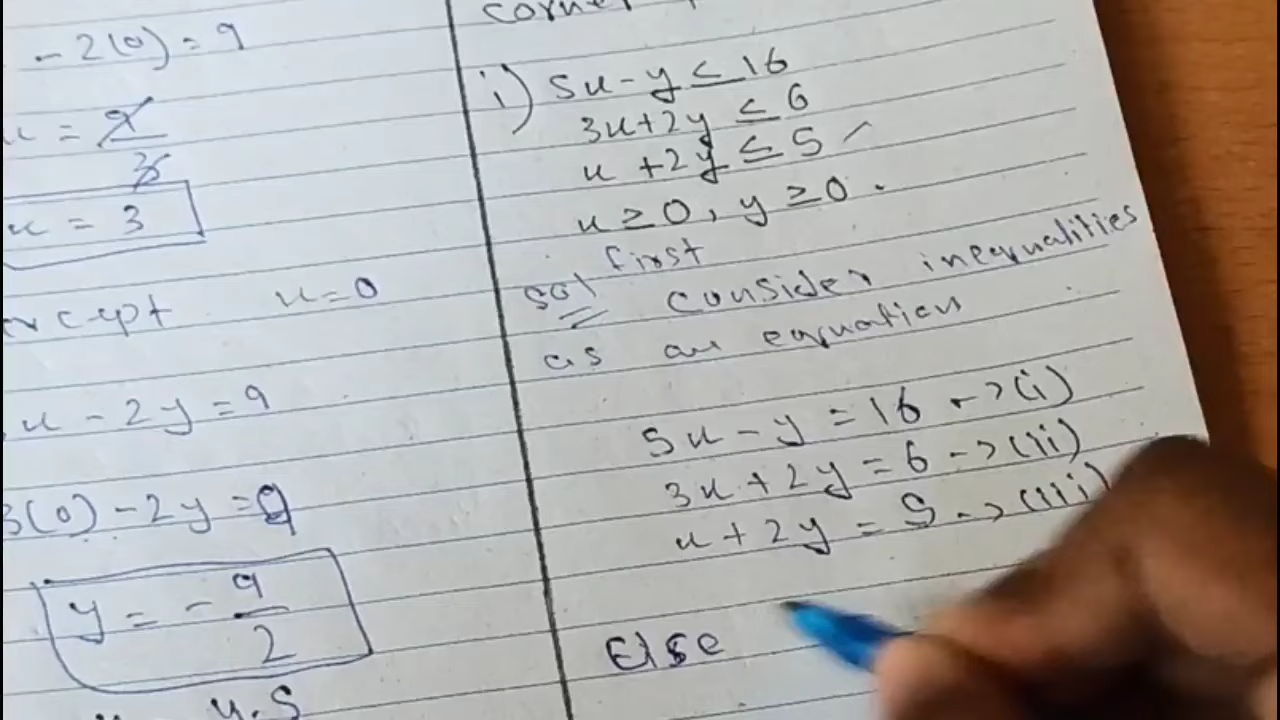 - 2(0) = 9
x = 9/3
x = 3
x = 0
x - 2y = 9
3(0) - 2y = 9
y = - 9/2
i) 5x - y ≤ 16
3x + 2y ≤ 6
x + 2y ≤ 5
x ≥ 0, y ≥ 0.
first
sol consider inequalities
as an equation
5x - y = 16 → (i)
3x + 2y = 6 → (ii)
x + 2y = 5 → (iii)
Else